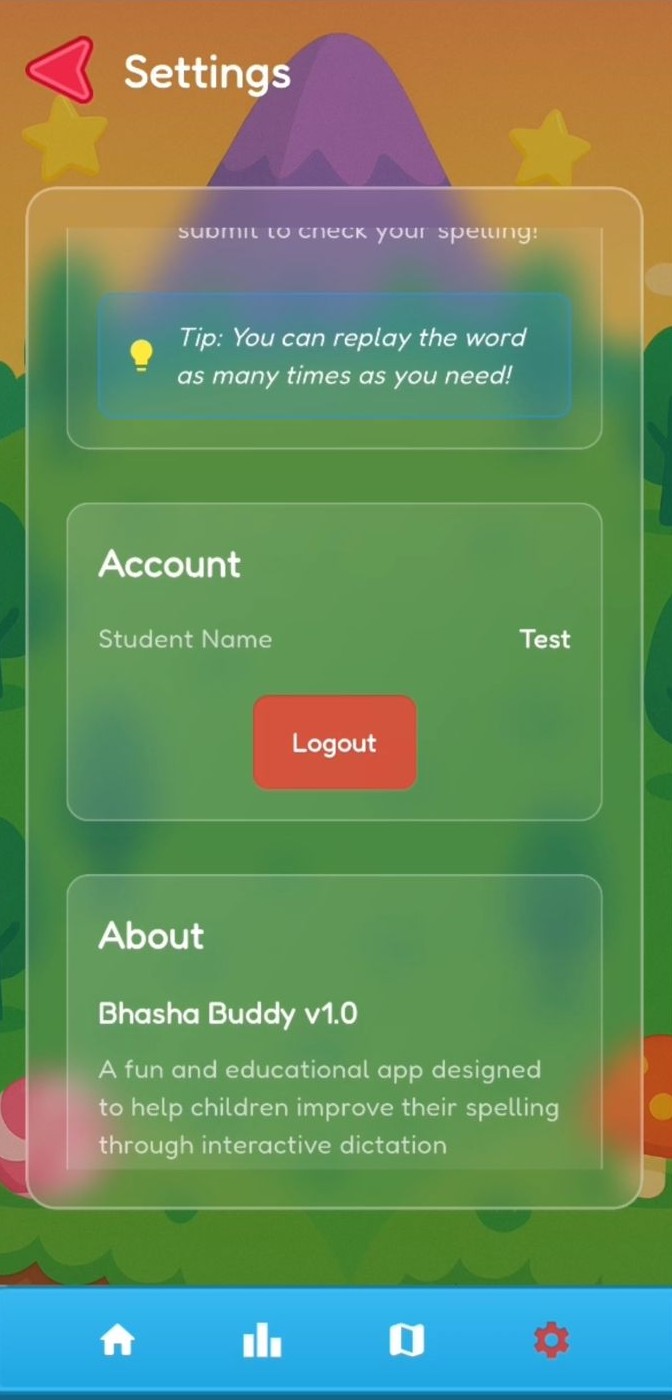 Settings
submit to check your spelling!
Tip: You can replay the word
as many times as you need!
Account
Student Name Test
Logout
About
Bhasha Buddy v1.0
A fun and educational app designed
to help children improve their spelling
through interactive dictation